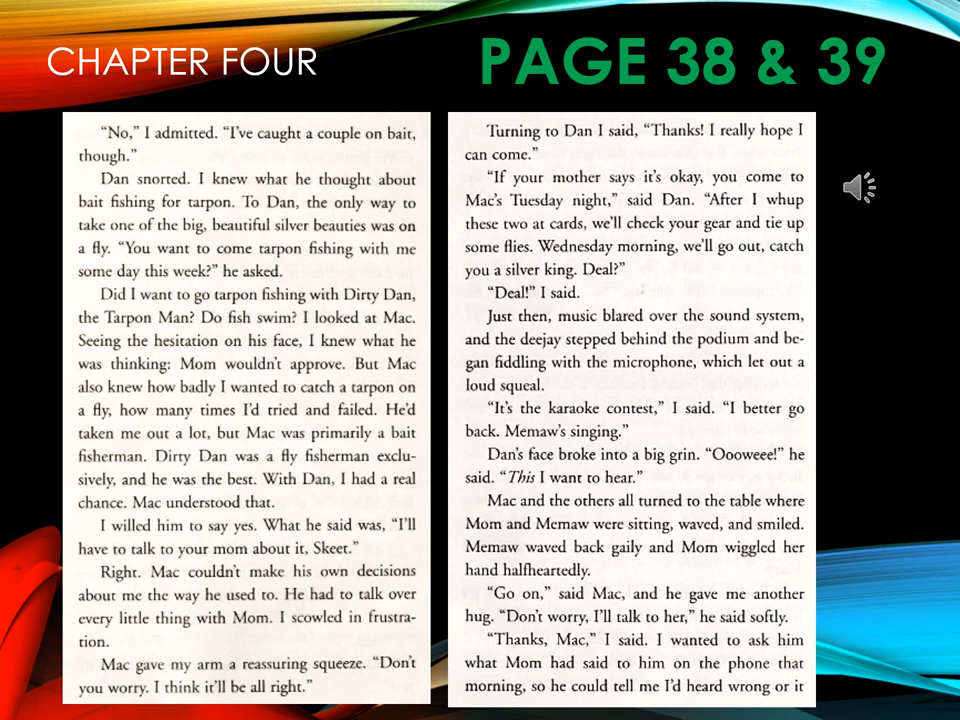 CHAPTER FOUR
PAGE 38 & 39
“No,” I admitted. “I’ve caught a couple on bait,
though.”
Dan snorted. I knew what he thought about
bait fishing for tarpon. To Dan, the only way to
take one of the big, beautiful silver beauties was on
a fly. “You want to come tarpon fishing with me
some day this week?” he asked.
Did I want to go tarpon fishing with Dirty Dan,
the Tarpon Man? Do fish swim? I looked at Mac.
Seeing the hesitation on his face, I knew what he
was thinking: Mom wouldn’t approve. But Mac
also knew how badly I wanted to catch a tarpon on
a fly, how many times I’d tried and failed. He’d
taken me out a lot, but Mac was primarily a bait
fisherman. Dirty Dan was a fly fisherman exclu-
sively, and he was the best. With Dan, I had a real
chance. Mac understood that.
I willed him to say yes. What he said was, “I’ll
have to talk to your mom about it, Skeet.”
Right. Mac couldn’t make his own decisions
about me the way he used to. He had to talk over
every little thing with Mom. I scowled in frustra-
tion.
Mac gave my arm a reassuring squeeze. “Don’t
you worry. I think it’ll be all right.”
Turning to Dan I said, “Thanks! I really hope I
can come.”
“If your mother says it’s okay, you come to
Mac’s Tuesday night,” said Dan. “After I whup
these two at cards, we’ll check your gear and tie up
some flies. Wednesday morning, we’ll go out, catch
you a silver king. Deal?”
“Deal!” I said.
Just then, music blared over the sound system,
and the deejay stepped behind the podium and be-
gan fiddling with the microphone, which let out a
loud squeal.
“It’s the karaoke contest,” I said. “I better go
back. Memaw’s singing.”
Dan’s face broke into a big grin. “Oooweee!” he
said. “This I want to hear.”
Mac and the others all turned to the table where
Mom and Memaw were sitting, waved, and smiled.
Memaw waved back gaily and Mom wiggled her
hand halfheartedly.
“Go on,” said Mac, and he gave me another
hug. “Don’t worry, I’ll talk to her,” he said softly.
“Thanks, Mac,” I said. I wanted to ask him
what Mom had said to him on the phone that
morning, so he could tell me I’d heard wrong or it